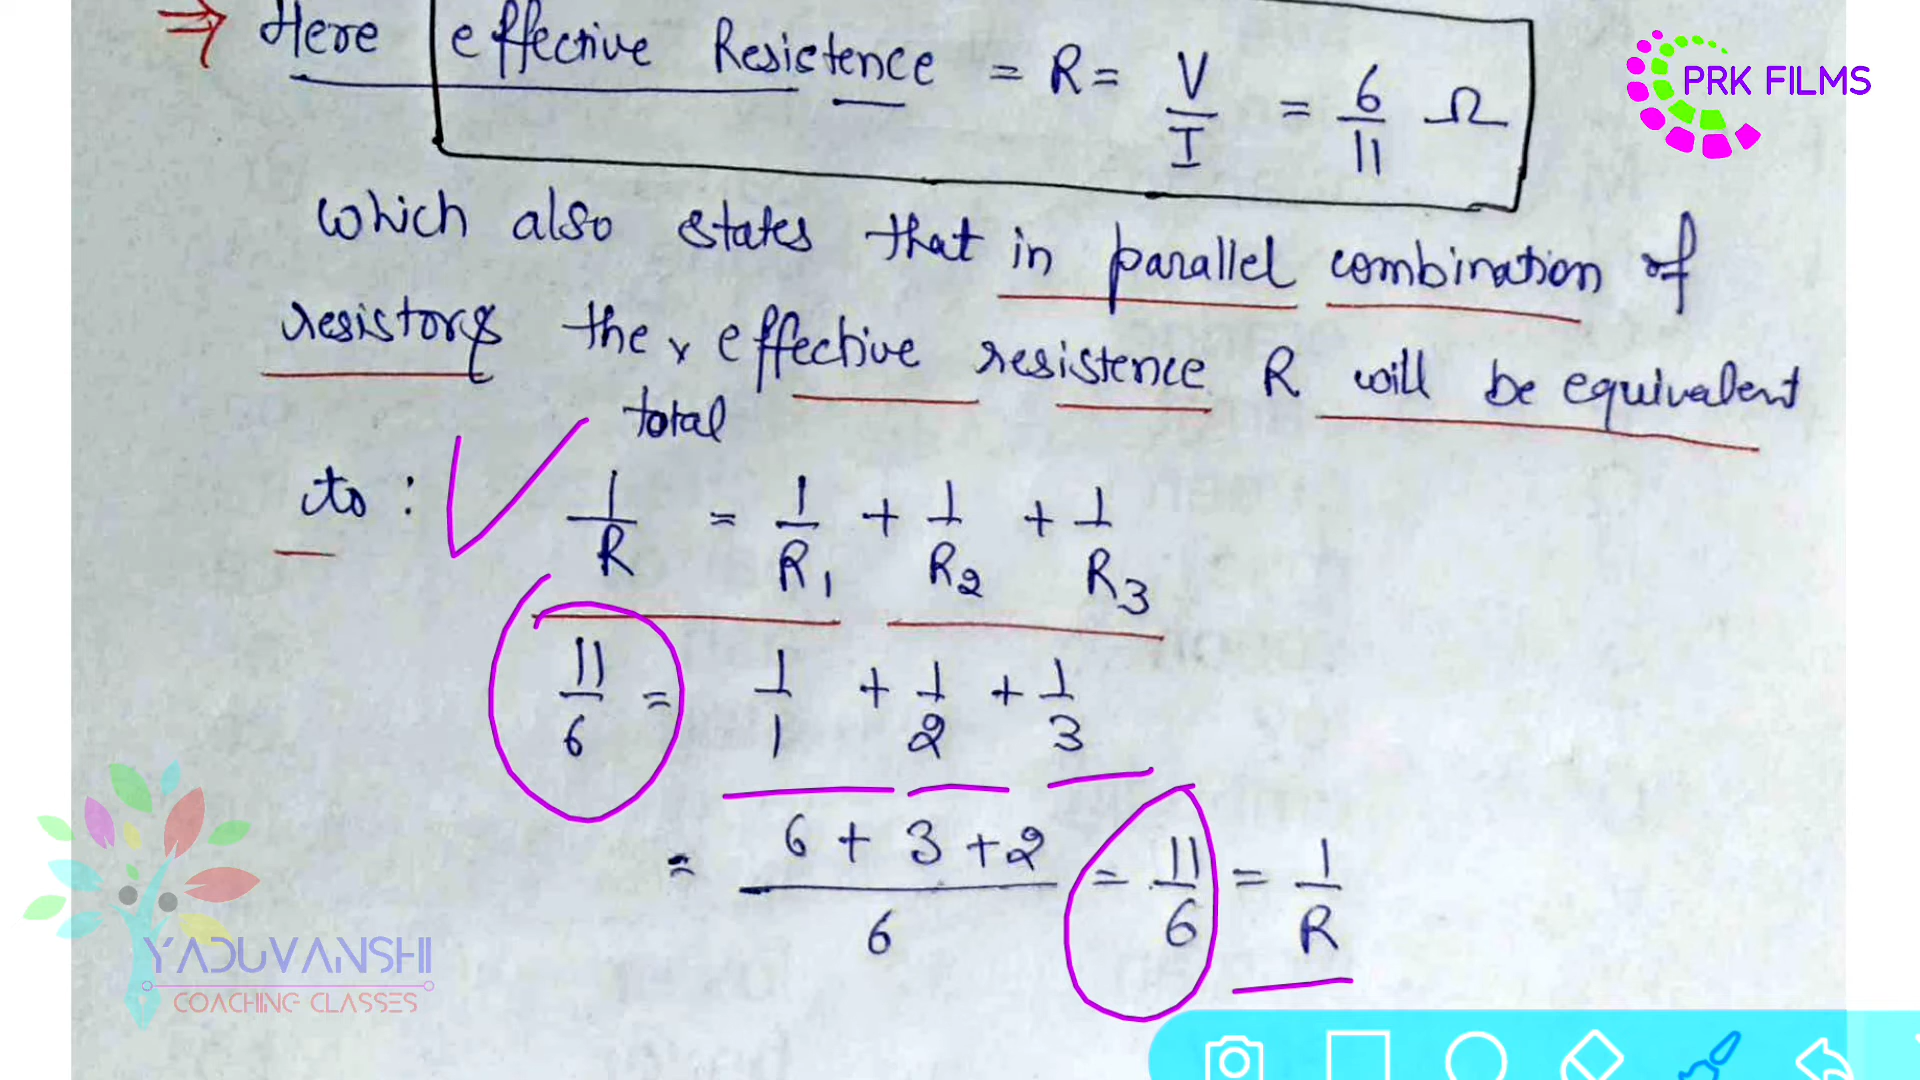 ⇒ Here effective Resistence = R = V/I = 6/11 Ω
PRK FILMS
which also states that in parallel combination of
resistors the effective resistence R will be equivalent
total
to : 1/R = 1/R₁ + 1/R₂ + 1/R₃
11/6 = 1/1 + 1/2 + 1/3
= 6 + 3 + 2/6 = 11/6 = 1/R
YADUVANSHI
COACHING CLASSES